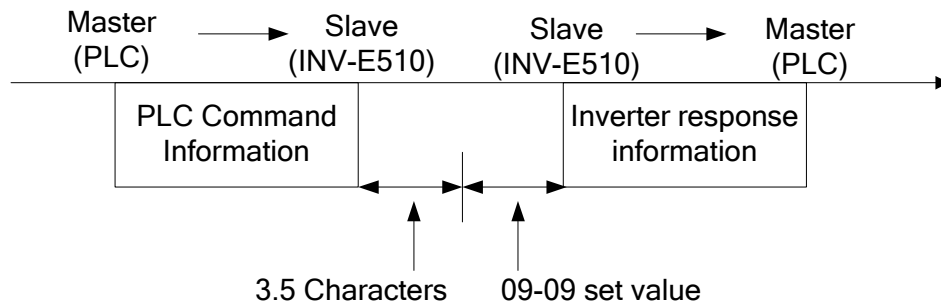 Master
(PLC)
Slave
(INV-E510)
Slave
(INV-E510)
Master
(PLC)
PLC Command
Information
Inverter response
information
3.5 Characters
09-09 set value